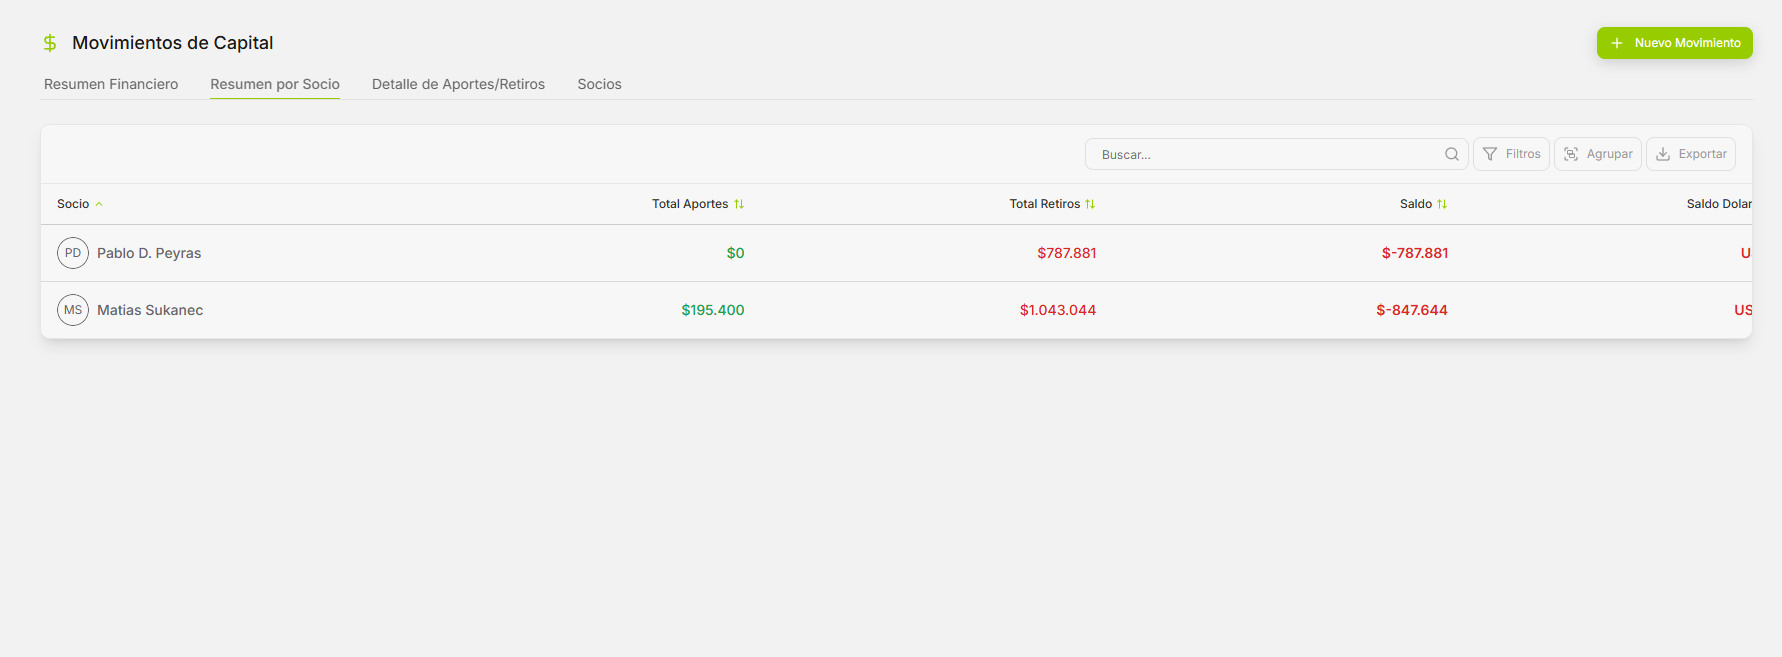 Movimientos de Capital
Nuevo Movimiento
Resumen Financiero Resumen por Socio Detalle de Aportes/Retiros Socios
Buscar... Filtros Agrupar Exportar
Socio Total Aportes Total Retiros Saldo Saldo Dolar
PD Pablo D. Peyras $0 $787.881 $-787.881 U
MS Matias Sukanec $195.400 $1.043.044 $-847.644 US